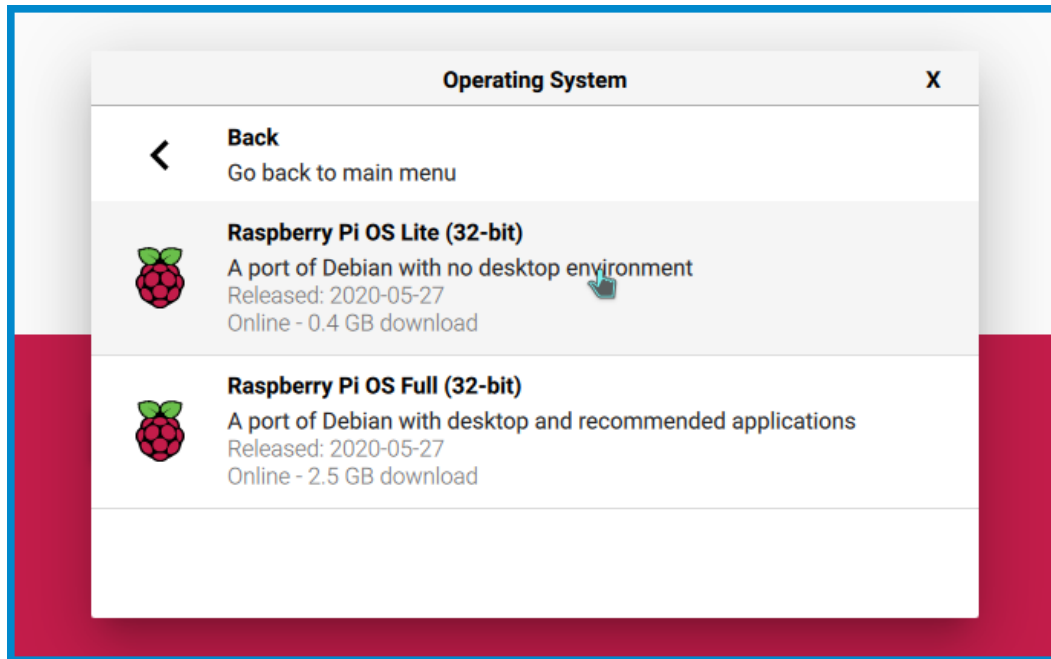 Operating System X
Back
Go back to main menu
Raspberry Pi OS Lite (32-bit)
A port of Debian with no desktop environment
Released: 2020-05-27
Online - 0.4 GB download
Raspberry Pi OS Full (32-bit)
A port of Debian with desktop and recommended applications
Released: 2020-05-27
Online - 2.5 GB download